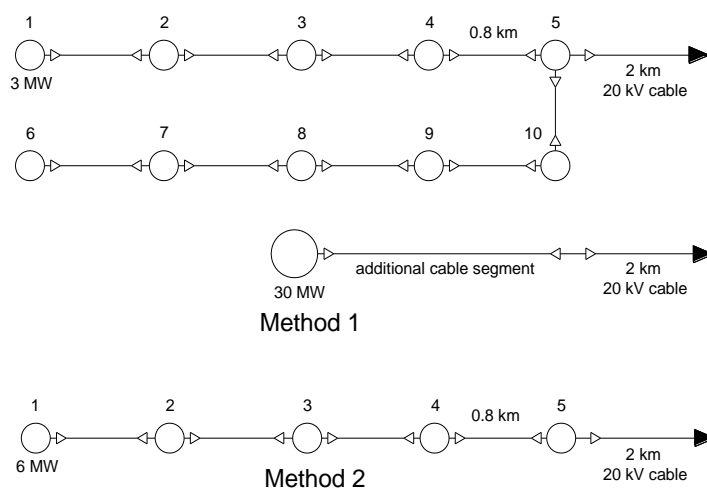 1 2 3 4 0.8 km 5
3 MW
2 km
20 kV cable
6 7 8 9 10
additional cable segment
30 MW
2 km
20 kV cable
Method 1
1 2 3 4 0.8 km 5
6 MW
2 km
20 kV cable
Method 2